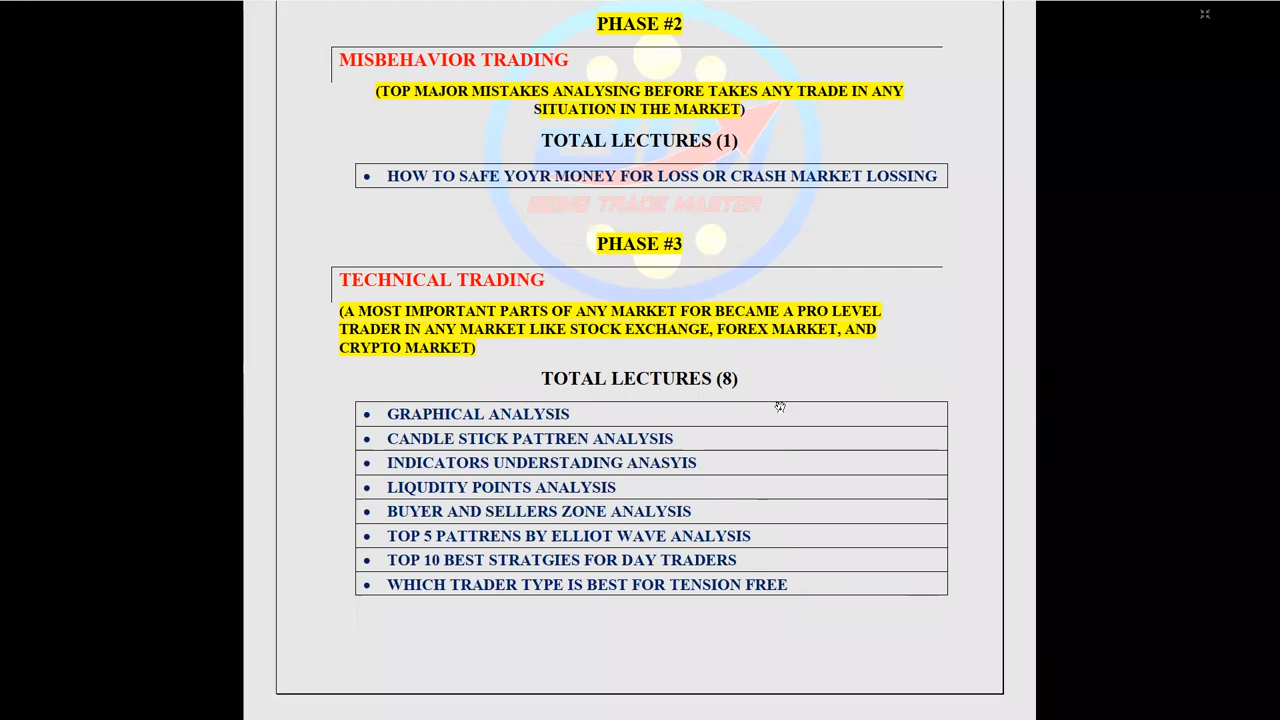 PHASE #2
MISBEHAVIOR TRADING
(TOP MAJOR MISTAKES ANALYSING BEFORE TAKES ANY TRADE IN ANY
SITUATION IN THE MARKET)
TOTAL LECTURES (1)
• HOW TO SAFE YOYR MONEY FOR LOSS OR CRASH MARKET LOSSING
BEING TRADE MASTER
PHASE #3
TECHNICAL TRADING
(A MOST IMPORTANT PARTS OF ANY MARKET FOR BECAME A PRO LEVEL
TRADER IN ANY MARKET LIKE STOCK EXCHANGE, FOREX MARKET, AND
CRYPTO MARKET)
TOTAL LECTURES (8)
• GRAPHICAL ANALYSIS
• CANDLE STICK PATTREN ANALYSIS
• INDICATORS UNDERSTADING ANASYIS
• LIQUDITY POINTS ANALYSIS
• BUYER AND SELLERS ZONE ANALYSIS
• TOP 5 PATTRENS BY ELLIOT WAVE ANALYSIS
• TOP 10 BEST STRATGIES FOR DAY TRADERS
• WHICH TRADER TYPE IS BEST FOR TENSION FREE